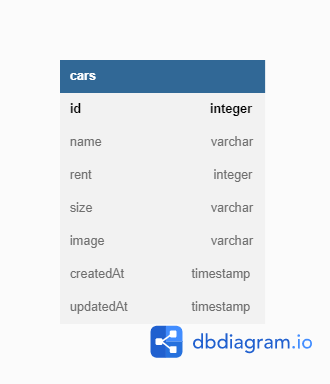 cars
id integer
name varchar
rent integer
size varchar
image varchar
createdAt timestamp
updatedAt timestamp
dbdiagram.io